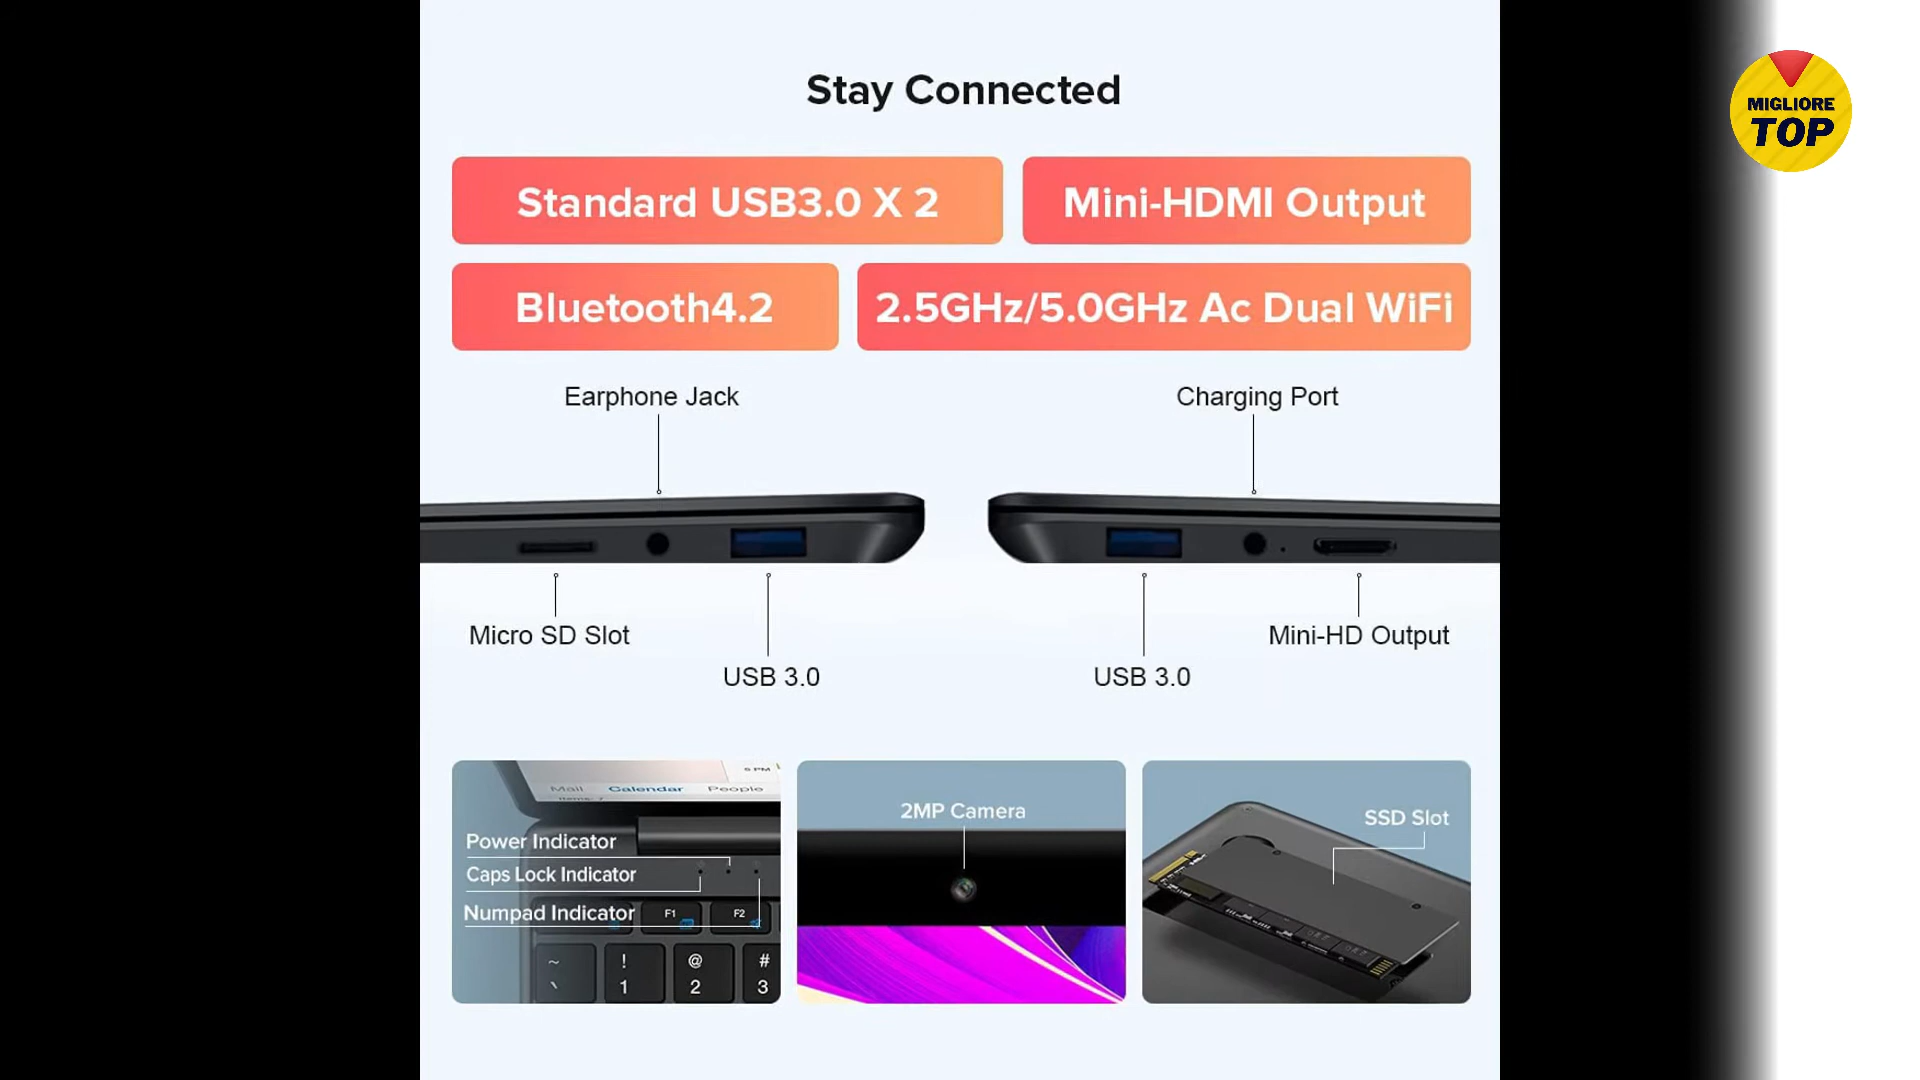 Stay Connected
MIGLIORE
TOP
Standard USB3.0 X 2
Mini-HDMI Output
Bluetooth4.2
2.5GHz/5.0GHz Ac Dual WiFi
Earphone Jack
Charging Port
Micro SD Slot
USB 3.0
USB 3.0
Mini-HD Output
5 PM
Mail Calendar People
Power Indicator
Caps Lock Indicator
Numpad Indicator
F1
F2
~ ! @ #
` 1 2 3
2MP Camera
SSD Slot